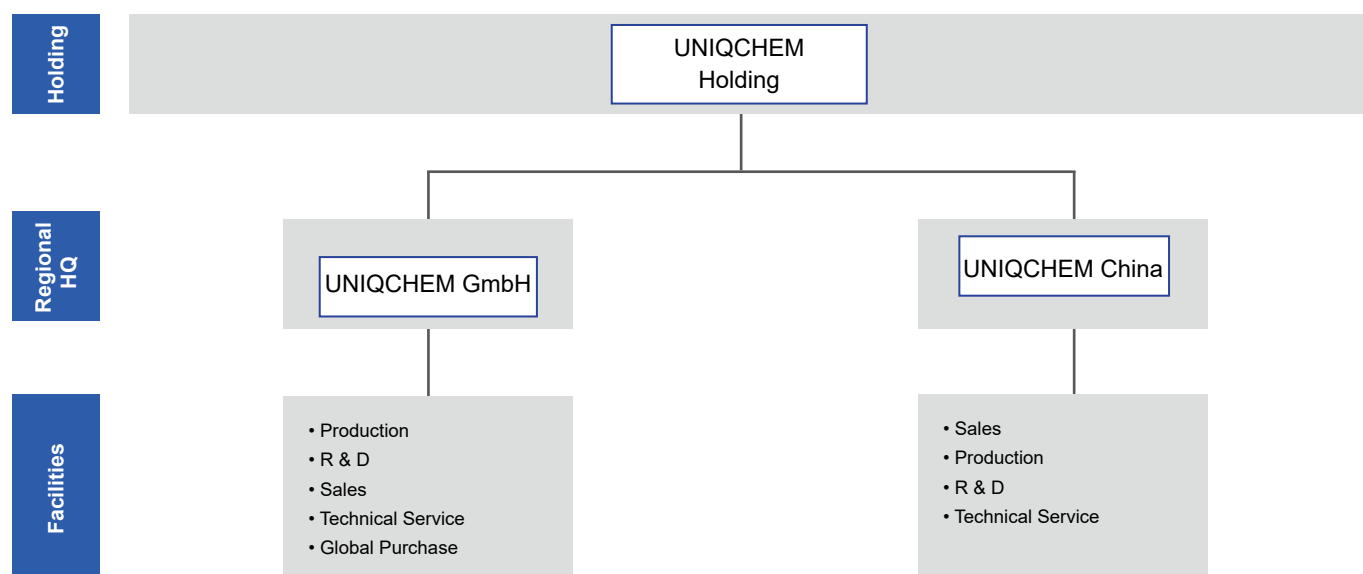 Holding
UNIQCHEM
Holding
Regional
HQ
UNIQCHEM GmbH
UNIQCHEM China
Facilities
• Production
• R & D
• Sales
• Technical Service
• Global Purchase
• Sales
• Production
• R & D
• Technical Service